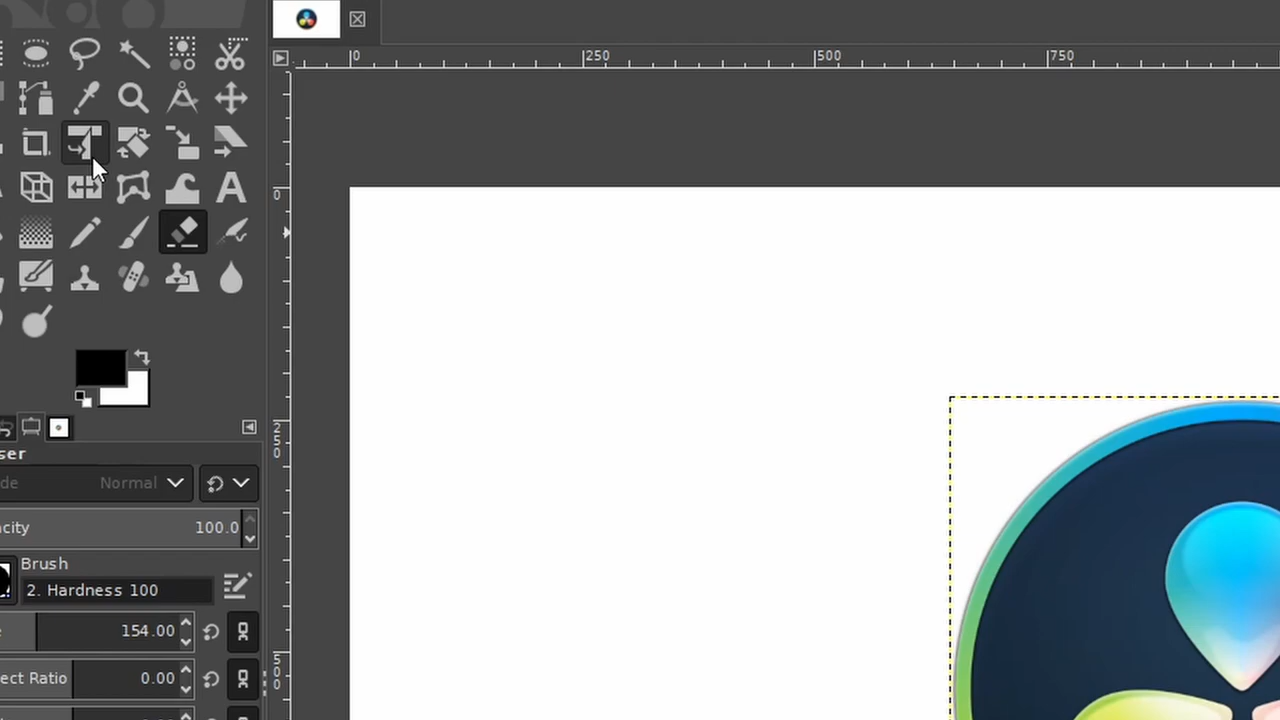 0 250 500 750
0
250
500
ser
de Normal
city 100.0
Brush
2. Hardness 100
e 154.00
ect Ratio 0.00